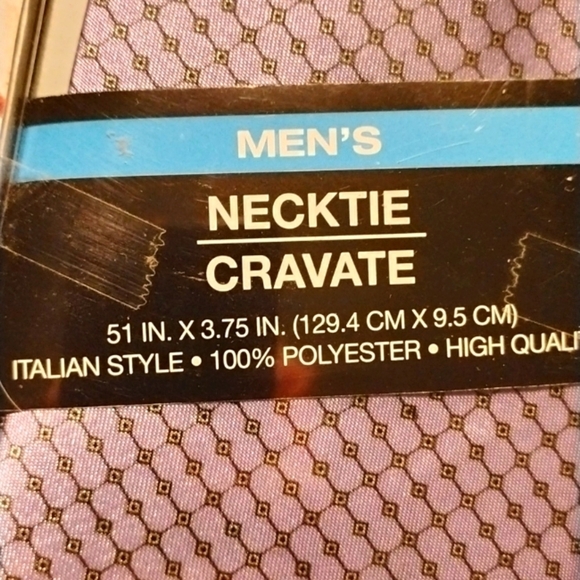 MEN'S
NECKTIE
CRAVATE
51 IN. X 3.75 IN. (129.4 CM X 9.5 CM)
ITALIAN STYLE • 100% POLYESTER • HIGH QUALI